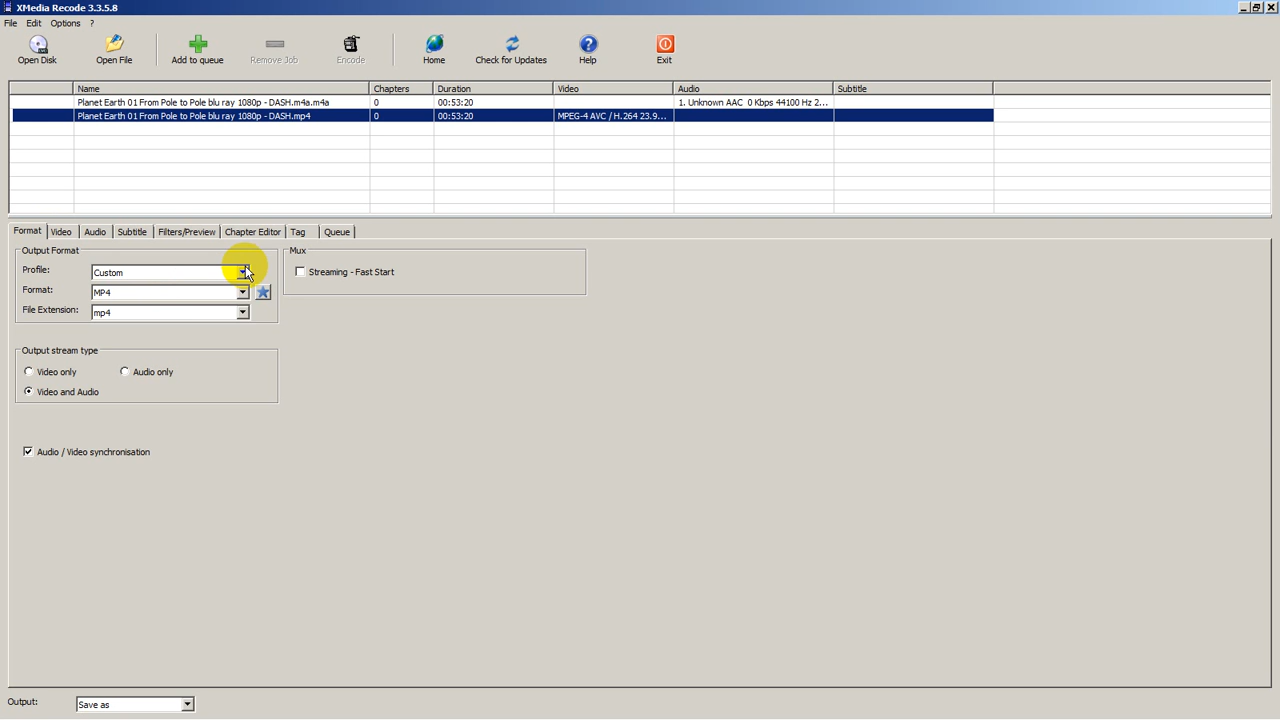 XMedia Recode 3.3.5.8
File Edit Options ?
Open Disk Open File Add to queue Remove Job Encode Home Check for Updates Help Exit
Name Chapters Duration Video Audio Subtitle
Planet Earth 01 From Pole to Pole blu ray 1080p - DASH.m4a.m4a 0 00:53:20 1. Unknown AAC 0 Kbps 44100 Hz 2...
Planet Earth 01 From Pole to Pole blu ray 1080p - DASH.mp4 0 00:53:20 MPEG-4 AVC / H.264 23.9...
Format Video Audio Subtitle Filters/Preview Chapter Editor Tag Queue
Output Format Mux
Profile: Custom Streaming - Fast Start
Format: MP4
File Extension: mp4
Output stream type
Video only Audio only
Video and Audio
Audio / Video synchronisation
Output: Save as